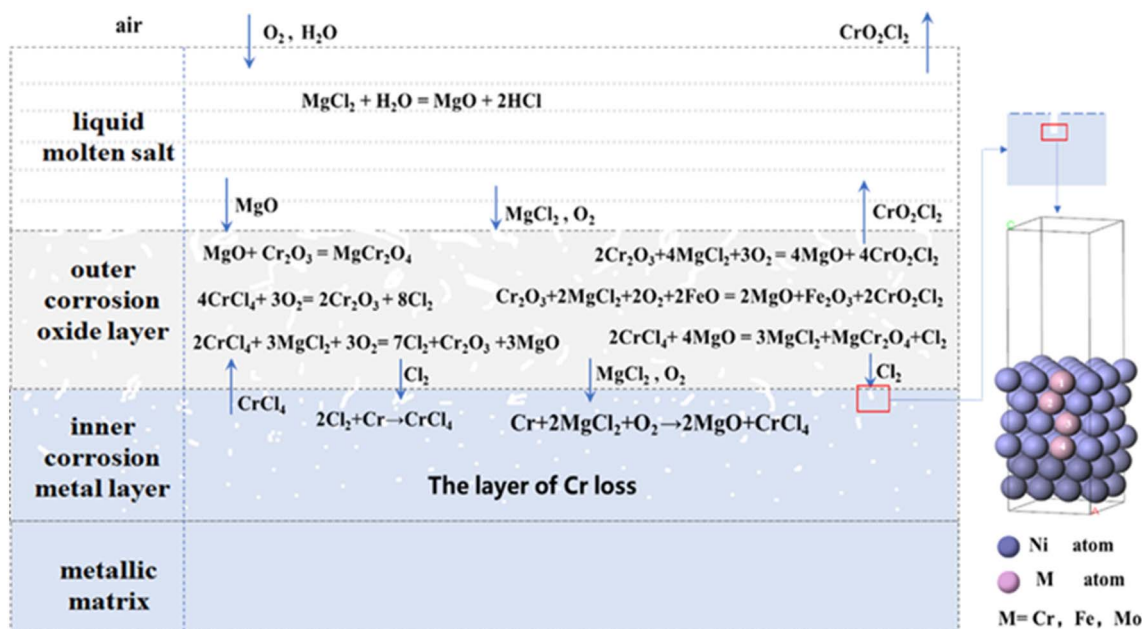 air
O₂ , H₂O
CrO₂Cl₂
MgCl₂ + H₂O = MgO + 2HCl
liquid
molten salt
MgO
MgCl₂ , O₂
CrO₂Cl₂
outer
corrosion
oxide layer
MgO+ Cr₂O₃ = MgCr₂O₄
2Cr₂O₃+4MgCl₂+3O₂ = 4MgO+ 4CrO₂Cl₂
4CrCl₄+ 3O₂= 2Cr₂O₃ + 8Cl₂
Cr₂O₃+2MgCl₂+2O₂+2FeO = 2MgO+Fe₂O₃+2CrO₂Cl₂
2CrCl₄+ 3MgCl₂+ 3O₂= 7Cl₂+Cr₂O₃ +3MgO
2CrCl₄+ 4MgO = 3MgCl₂+MgCr₂O₄+Cl₂
CrCl₄
Cl₂
MgCl₂ , O₂
Cl₂
inner
corrosion
metal layer
2Cl₂+Cr→CrCl₄
Cr+2MgCl₂+O₂→2MgO+CrCl₄
The layer of Cr loss
metallic
matrix
C
1
2
3
4
A
Ni atom
M atom
M= Cr, Fe, Mo